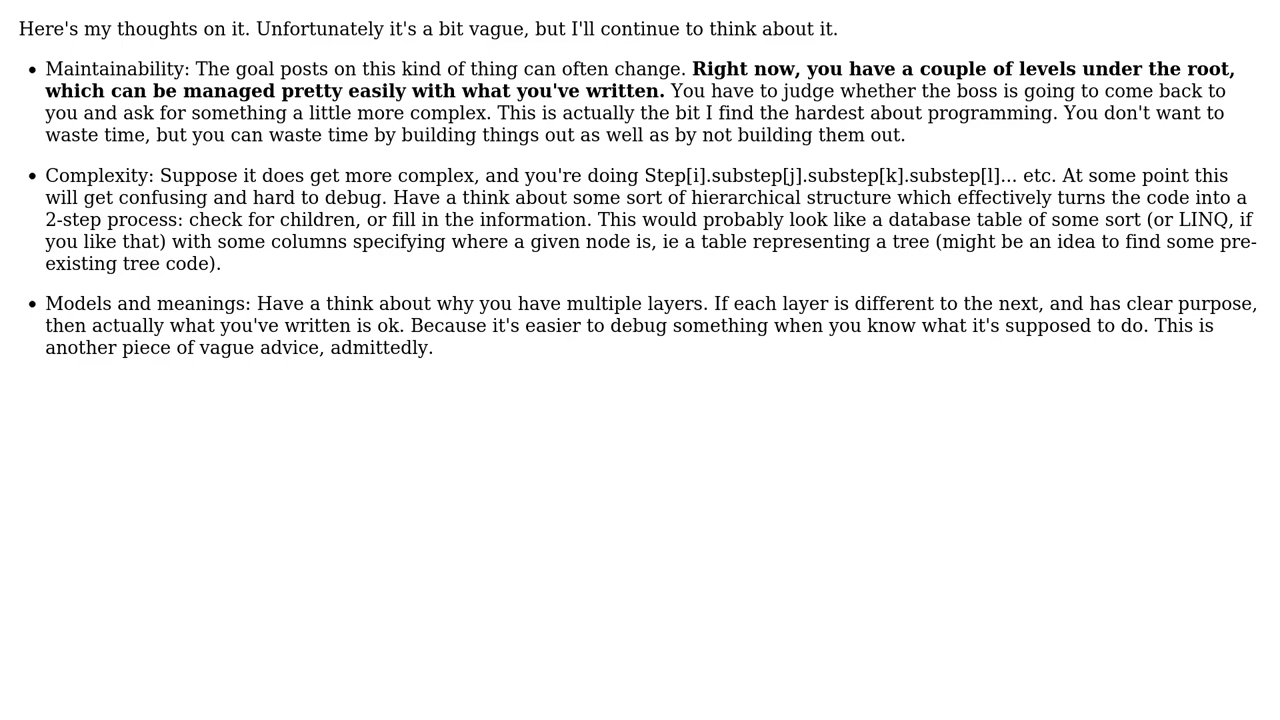 Here's my thoughts on it. Unfortunately it's a bit vague, but I'll continue to think about it.
• Maintainability: The goal posts on this kind of thing can often change. Right now, you have a couple of levels under the root,
which can be managed pretty easily with what you've written. You have to judge whether the boss is going to come back to
you and ask for something a little more complex. This is actually the bit I find the hardest about programming. You don't want to
waste time, but you can waste time by building things out as well as by not building them out.
• Complexity: Suppose it does get more complex, and you're doing Step[i].substep[j].substep[k].substep[l]... etc. At some point this
will get confusing and hard to debug. Have a think about some sort of hierarchical structure which effectively turns the code into a
2-step process: check for children, or fill in the information. This would probably look like a database table of some sort (or LINQ, if
you like that) with some columns specifying where a given node is, ie a table representing a tree (might be an idea to find some pre-
existing tree code).
• Models and meanings: Have a think about why you have multiple layers. If each layer is different to the next, and has clear purpose,
then actually what you've written is ok. Because it's easier to debug something when you know what it's supposed to do. This is
another piece of vague advice, admittedly.